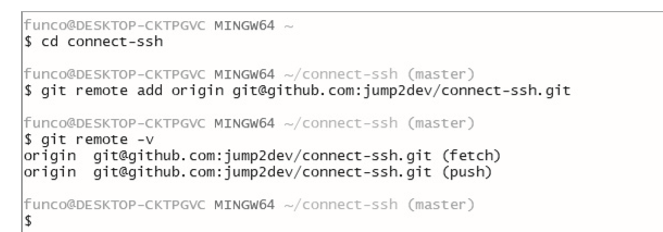 funco@DESKTOP-CKTPGVC MINGW64 ~
$ cd connect-ssh
funco@DESKTOP-CKTPGVC MINGW64 ~/connect-ssh (master)
$ git remote add origin git@github.com:jump2dev/connect-ssh.git
funco@DESKTOP-CKTPGVC MINGW64 ~/connect-ssh (master)
$ git remote -v
origin  git@github.com:jump2dev/connect-ssh.git (fetch)
origin  git@github.com:jump2dev/connect-ssh.git (push)
funco@DESKTOP-CKTPGVC MINGW64 ~/connect-ssh (master)
$